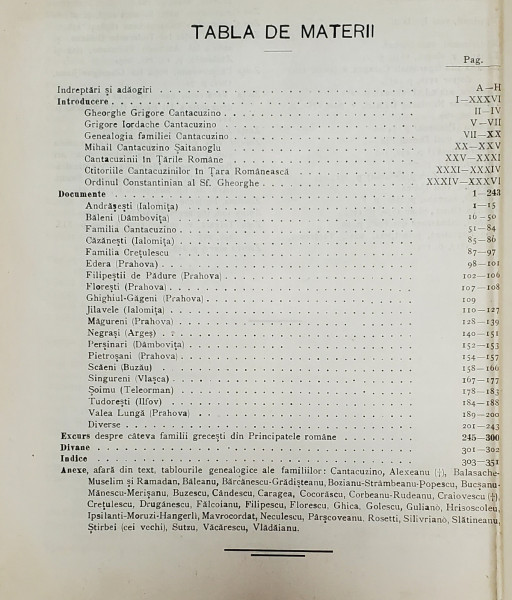 TABLA DE MATERII
Pag.
Indreptări și adăogiri A—H
Introducere I—XXXVI
Gheorghe Grigore Cantacuzino II—IV
Grigore Iordache Cantacuzino V—VII
Genealogia familiei Cantacuzino VII—XX
Mihail Cantacuzino Șaitanoglu XX—XXV
Cantacuzinii în Țările Române XXV—XXXI
Ctitoriile Cantacuzinilor în Țara Românească XXXI—XXXIV
Ordinul Constantinian al Sf. Gheorghe XXXIV—XXXVI
Documente 1—243
Andrășești (Ialomița) 1—15
Băleni (Dâmbovița) 16—50
Familia Cantacuzino 51—84
Căzănești (Ialomița) 85—86
Familia Crețulescu 87—97
Edera (Prahova) 98—101
Filipeștii de Pădure (Prahova) 102—106
Florești (Prahova) 107—108
Ghighiul-Găgeni (Prahova) 109
Jilavele (Ialomița) 110—127
Măgureni (Prahova) 128—139
Negrași (Argeș) 140—151
Perșinari (Dâmbovița) 152—153
Pietroșani (Prahova) 154—157
Scăeni (Buzău) 158—166
Singureni (Vlașca) 167—177
Șoimu (Teleorman) 178—183
Tudorești (Ilfov) 184—188
Valea Lungă (Prahova) 189—200
Diverse 201—243
Excurs despre câteva familii grecești din Principatele române 245—300
Divane 301—302
Indice 303—351
Anexe, afară din text, tablourile genealogice ale familiilor: Cantacuzino, Alexeanu (‡), Balasache-
Muselim și Ramadan, Băleanu, Bărcănescu-Grădișteanu, Bozianu-Strâmbeanu-Popescu, Bucșanu-
Mănescu-Merișanu, Buzescu, Cândescu, Caragea, Cocorăscu, Corbeanu-Rudeanu, Craiovescu (‡),
Crețulescu, Drugănescu, Fălcoianu, Filipescu, Florescu, Ghica, Golescu, Gulianò, Hrisoscoleu,
Ipsilanti-Moruzi-Hangerli, Mavrocordat, Neculescu, Pârșcoveanu, Rosetti, Silivriano, Slătineanu,
Știrbei (cei vechi), Sutzu, Văcărescu, Vlădăianu.